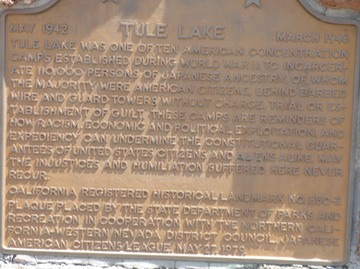 MAY 1942 TULE LAKE MARCH 1946
TULE LAKE WAS ONE OF TEN AMERICAN CONCENTRATION
CAMPS ESTABLISHED DURING WORLD WAR II TO INCARCER-
ATE 110,000 PERSONS OF JAPANESE ANCESTRY, OF WHOM
THE MAJORITY WERE AMERICAN CITIZENS, BEHIND BARBED
WIRE AND GUARD TOWERS WITHOUT CHARGE, TRIAL OR ES-
TABLISHMENT OF GUILT. THESE CAMPS ARE REMINDERS OF
HOW RACISM, ECONOMIC AND POLITICAL EXPLOITATION, AND
EXPEDIENCY CAN UNDERMINE THE CONSTITUTIONAL GUAR-
ANTEES OF UNITED STATES CITIZENS AND ALIENS ALIKE. MAY
THE INJUSTICES AND HUMILIATION SUFFERED HERE NEVER
RECUR.
CALIFORNIA REGISTERED HISTORICAL LANDMARK NO. 850-2
PLAQUE PLACED BY THE STATE DEPARTMENT OF PARKS AND
RECREATION IN COOPERATION WITH THE NORTHERN CALI-
FORNIA-WESTERN NEVADA DISTRICT COUNCIL, JAPANESE
AMERICAN CITIZENS LEAGUE, MAY 27, 1979.